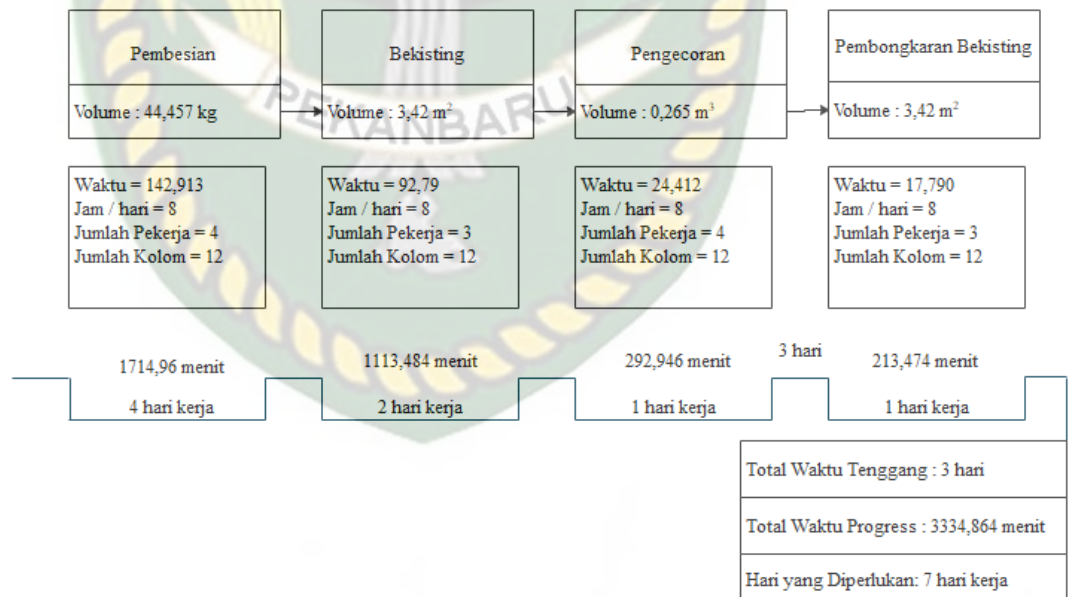 Pembesian
Volume : 44,457 kg
Bekisting
Volume : 3,42 m²
Pengecoran
Volume : 0,265 m³
Pembongkaran Bekisting
Volume : 3,42 m²
PEKANBARU
Waktu = 142,913
Jam / hari = 8
Jumlah Pekerja = 4
Jumlah Kolom = 12
Waktu = 92,79
Jam / hari = 8
Jumlah Pekerja = 3
Jumlah Kolom = 12
Waktu = 24,412
Jam / hari = 8
Jumlah Pekerja = 4
Jumlah Kolom = 12
Waktu = 17,790
Jam / hari = 8
Jumlah Pekerja = 3
Jumlah Kolom = 12
1714,96 menit
4 hari kerja
1113,484 menit
2 hari kerja
292,946 menit
1 hari kerja
3 hari
213,474 menit
1 hari kerja
Total Waktu Tenggang : 3 hari
Total Waktu Progress : 3334,864 menit
Hari yang Diperlukan: 7 hari kerja